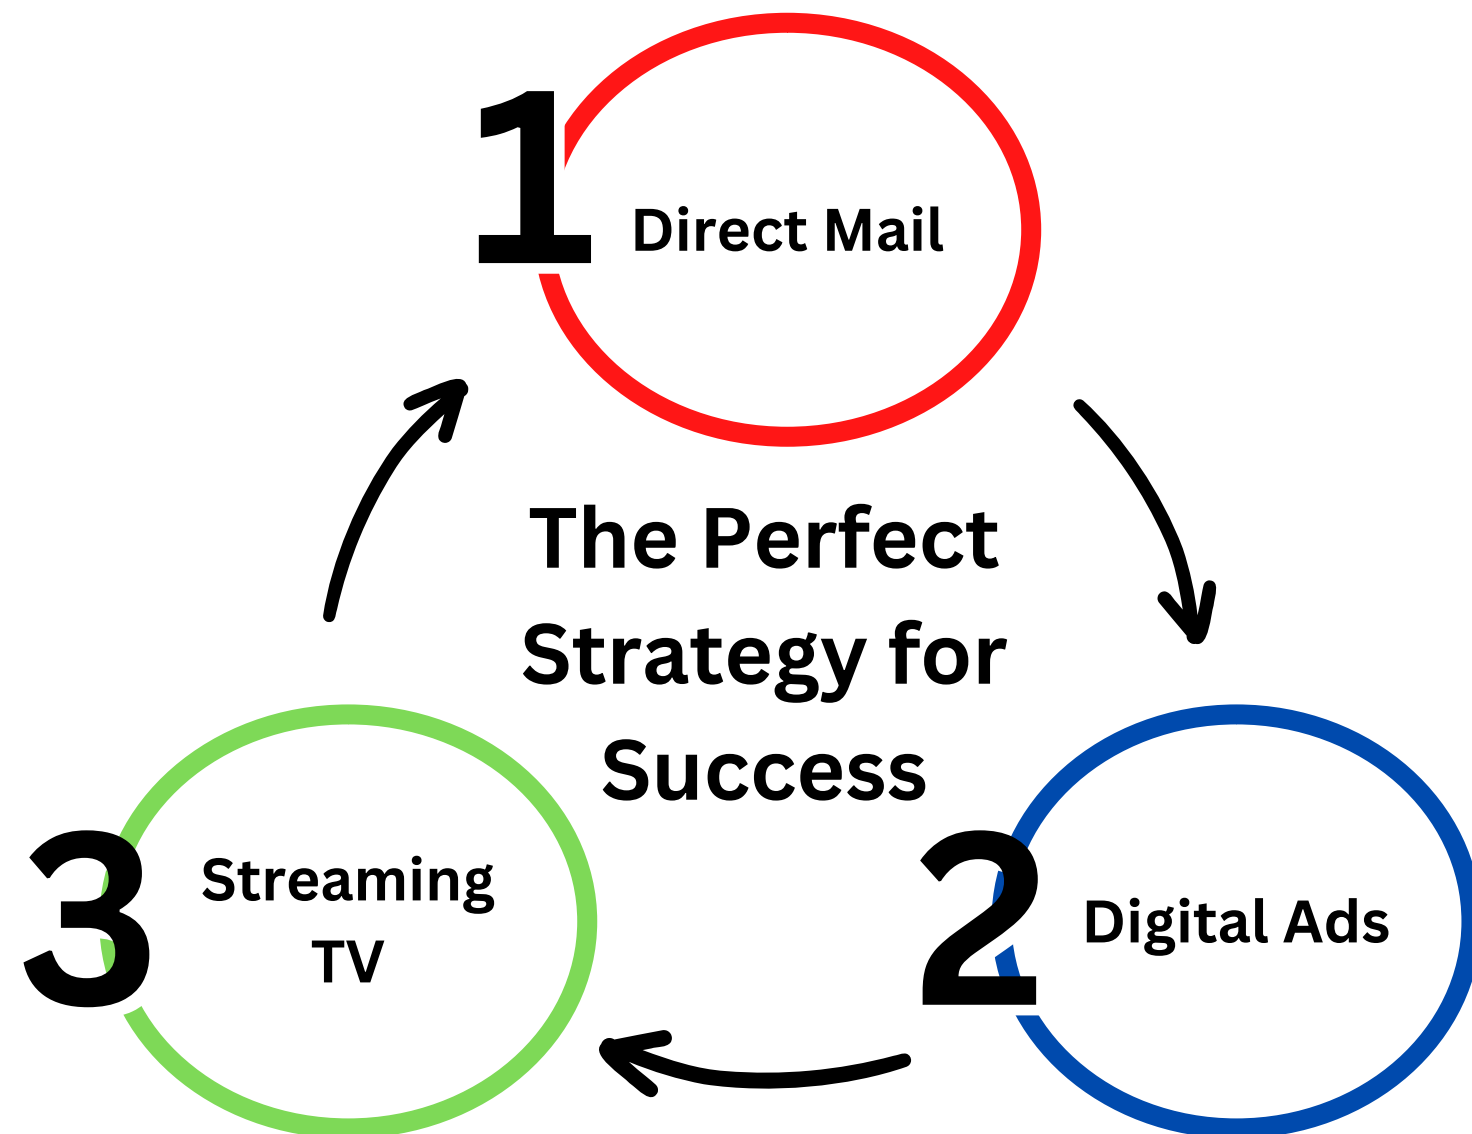 1
Direct Mail
The Perfect
Strategy for
Success
2
Digital Ads
3
Streaming
TV